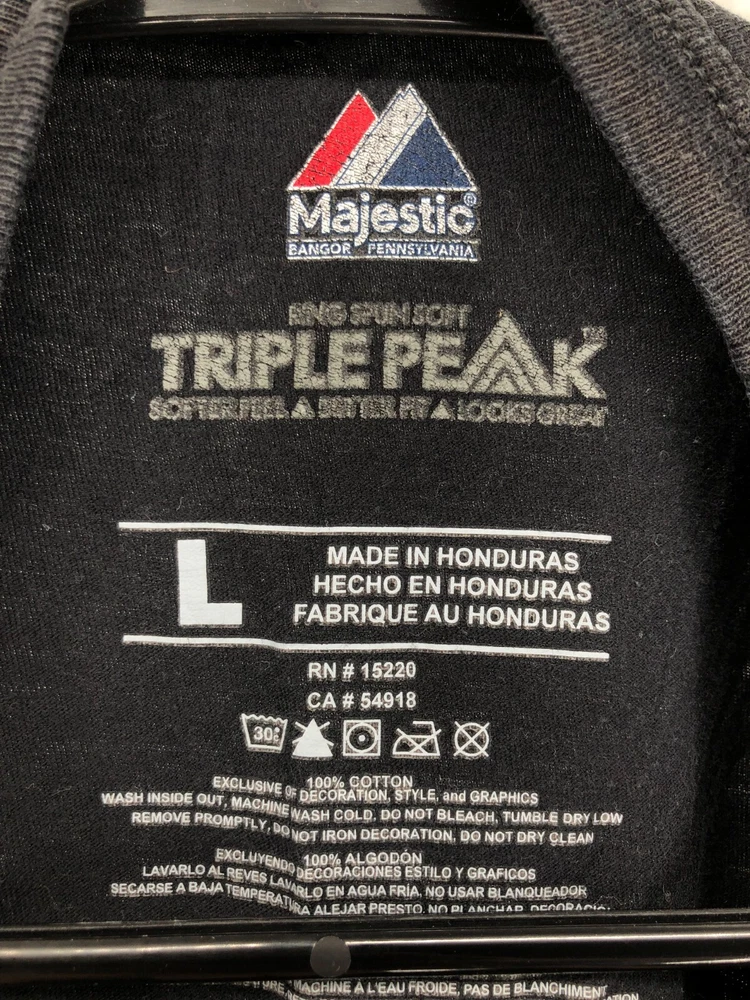 Majestic®
BANGOR PENNSYLVANIA
RING SPUN SOFT
TRIPLE PEAK™
SOFTER FEEL ▲ BETTER FIT ▲ LOOKS GREAT
L
MADE IN HONDURAS
HECHO EN HONDURAS
FABRIQUE AU HONDURAS
RN # 15220
CA # 54918
30°
100% COTTON
EXCLUSIVE OF DECORATION, STYLE, and GRAPHICS
WASH INSIDE OUT, MACHINE WASH COLD, DO NOT BLEACH, TUMBLE DRY LOW
REMOVE PROMPTLY, DO NOT IRON DECORATION, DO NOT DRY CLEAN
100% ALGODÓN
EXCLUYENDO DECORACIONES ESTILO Y GRAFICOS
LAVARLO AL REVES LAVARLO EN AGUA FRÍA, NO USAR BLANQUEADOR
SECARSE A BAJA TEMPERATURA ALEJAR PRESTO, NO PLANCHAR
MACHINE À L'EAU FROIDE, PAS DE BLANCHIMENT